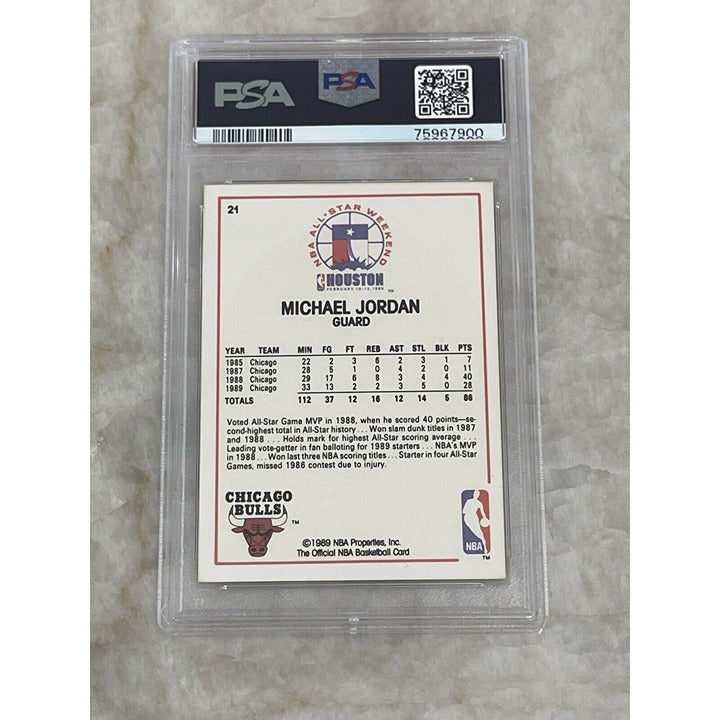 PSA
PSA
75967900
21
NBA ALL-STAR WEEKEND
HOUSTON
FEBRUARY 10-12, 1989 ™
MICHAEL JORDAN
GUARD
YEAR TEAM MIN FG FT REB AST STL BLK PTS
1985 Chicago 22 2 3 6 2 3 1 7
1987 Chicago 28 5 1 0 4 2 0 11
1988 Chicago 29 17 6 8 3 4 4 40
1989 Chicago 33 13 2 2 3 5 0 28
TOTALS 112 37 12 16 12 14 5 86
Voted All-Star Game MVP in 1988, when he scored 40 points—se-
cond-highest total in All-Star history . . . Won slam dunk titles in 1987
and 1988 . . . Holds mark for highest All-Star scoring average . . .
Leading vote-getter in fan balloting for 1989 starters . . . NBA's MVP
in 1988 . . . Won last three NBA scoring titles . . . Starter in four All-Star
Games, missed 1986 contest due to injury.
CHICAGO
BULLS ™
©1989 NBA Properties, Inc.
The Official NBA Basketball Card
NBA
™